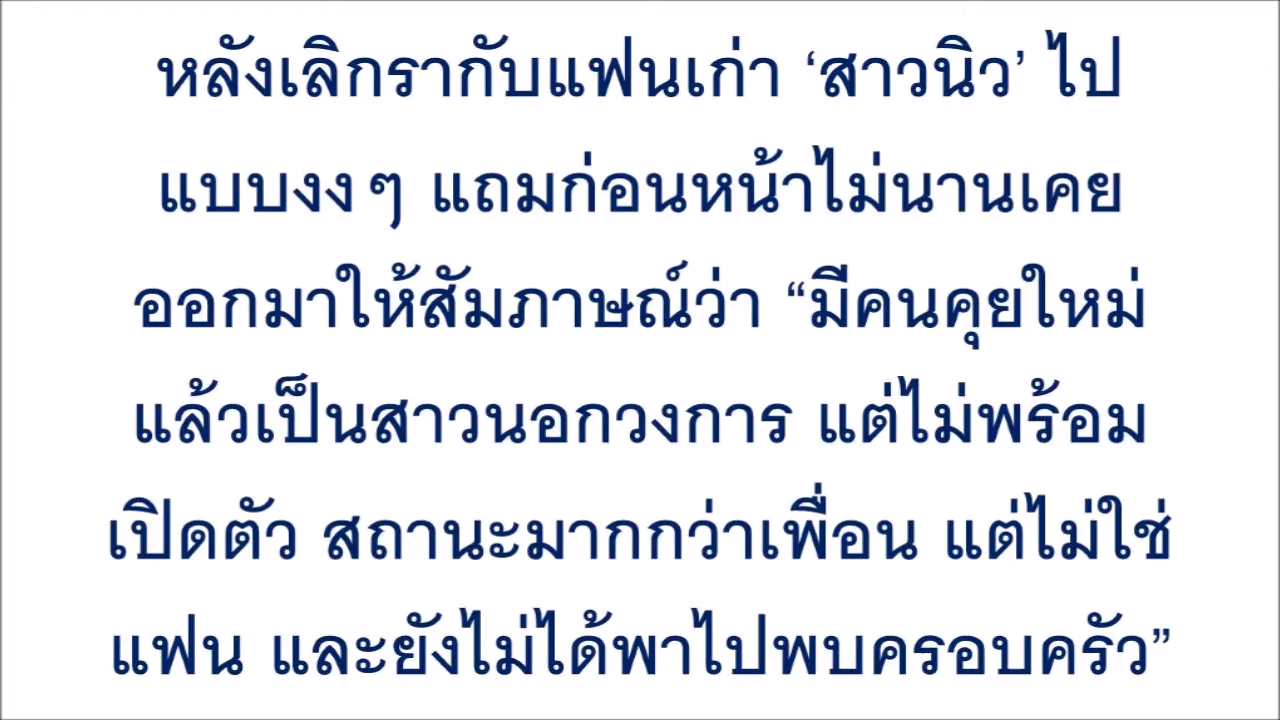 หลังเลิกรากับแฟนเก่า ‘สาวนิว’ ไป
แบบงงๆ แถมก่อนหน้าไม่นานเคย
ออกมาให้สัมภาษณ์ว่า “มีคนคุยใหม่
แล้วเป็นสาวนอกวงการ แต่ไม่พร้อม
เปิดตัว สถานะมากกว่าเพื่อน แต่ไม่ใช่
แฟน และยังไม่ได้พาไปพบครอบครัว”